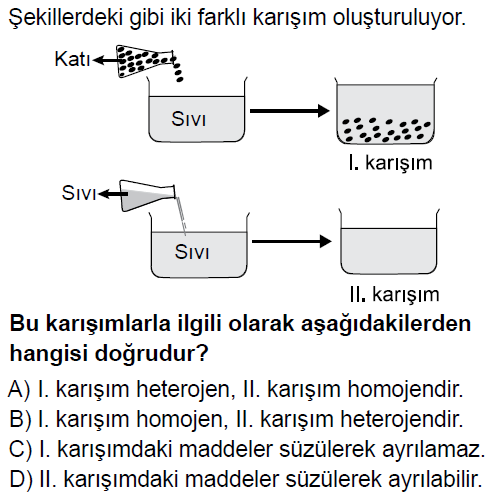 Şekillerdeki gibi iki farklı karışım oluşturuluyor.
Katı
Sıvı
I. karışım
Sıvı
Sıvı
II. karışım
Bu karışımlarla ilgili olarak aşağıdakilerden
hangisi doğrudur?
A) I. karışım heterojen, II. karışım homojendir.
B) I. karışım homojen, II. karışım heterojendir.
C) I. karışımdaki maddeler süzülerek ayrılamaz.
D) II. karışımdaki maddeler süzülerek ayrılabilir.